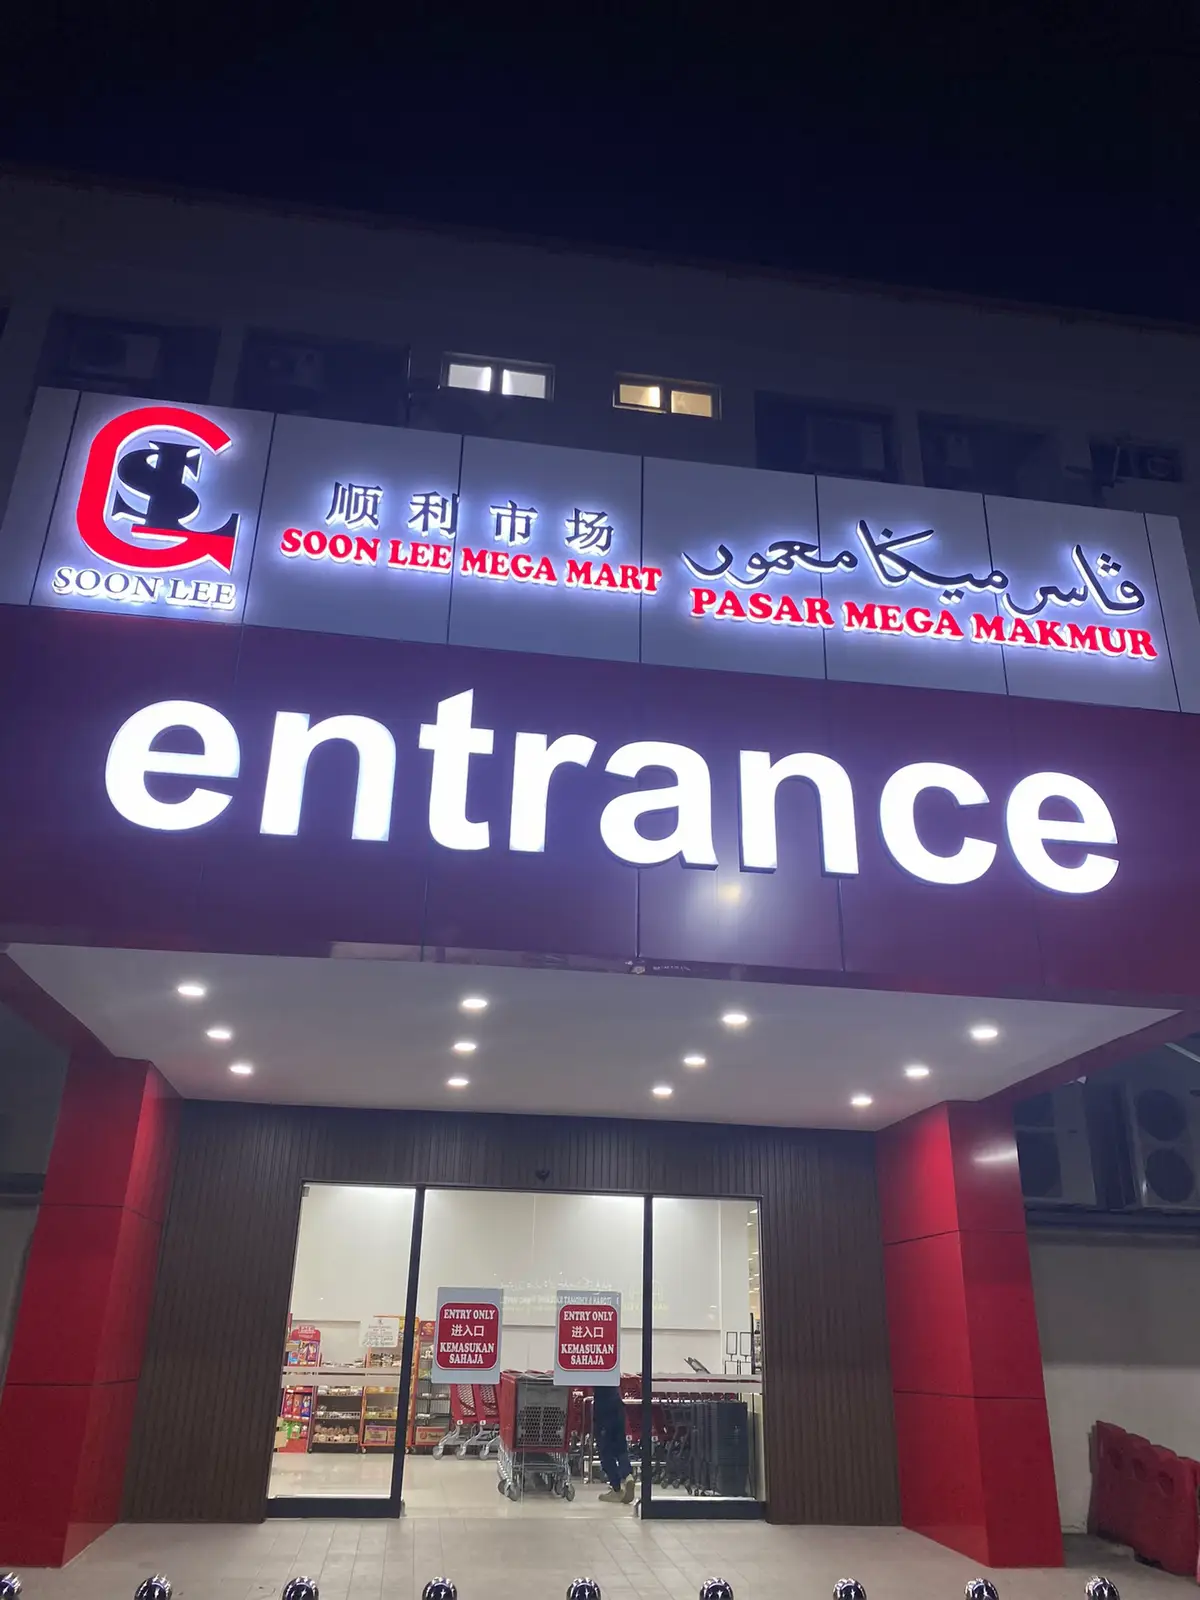 SL
SOON LEE
顺利市场
SOON LEE MEGA MART
ڤاسر ميݢا معمور
PASAR MEGA MAKMUR
entrance
ENTRY ONLY
进入口
KEMASUKAN
SAHAJA
ENTRY ONLY
进入口
KEMASUKAN
SAHAJA